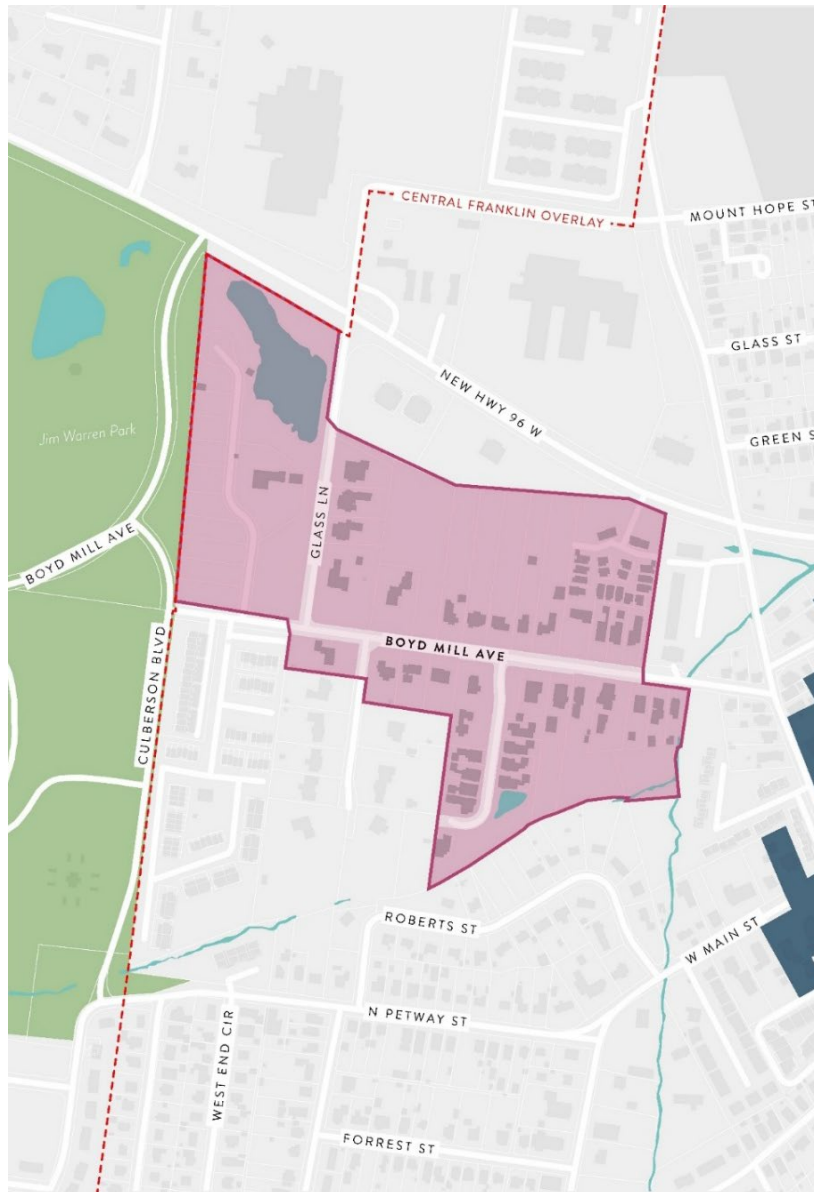 CENTRAL FRANKLIN OVERLAY
MOUNT HOPE ST
GLASS ST
NEW HWY 96 W
Jim Warren Park
GREEN S
GLASS LN
BOYD MILL AVE
BOYD MILL AVE
CULBERSON BLVD
ROBERTS ST
W MAIN ST
N PETWAY ST
WEST END CIR
FORREST ST